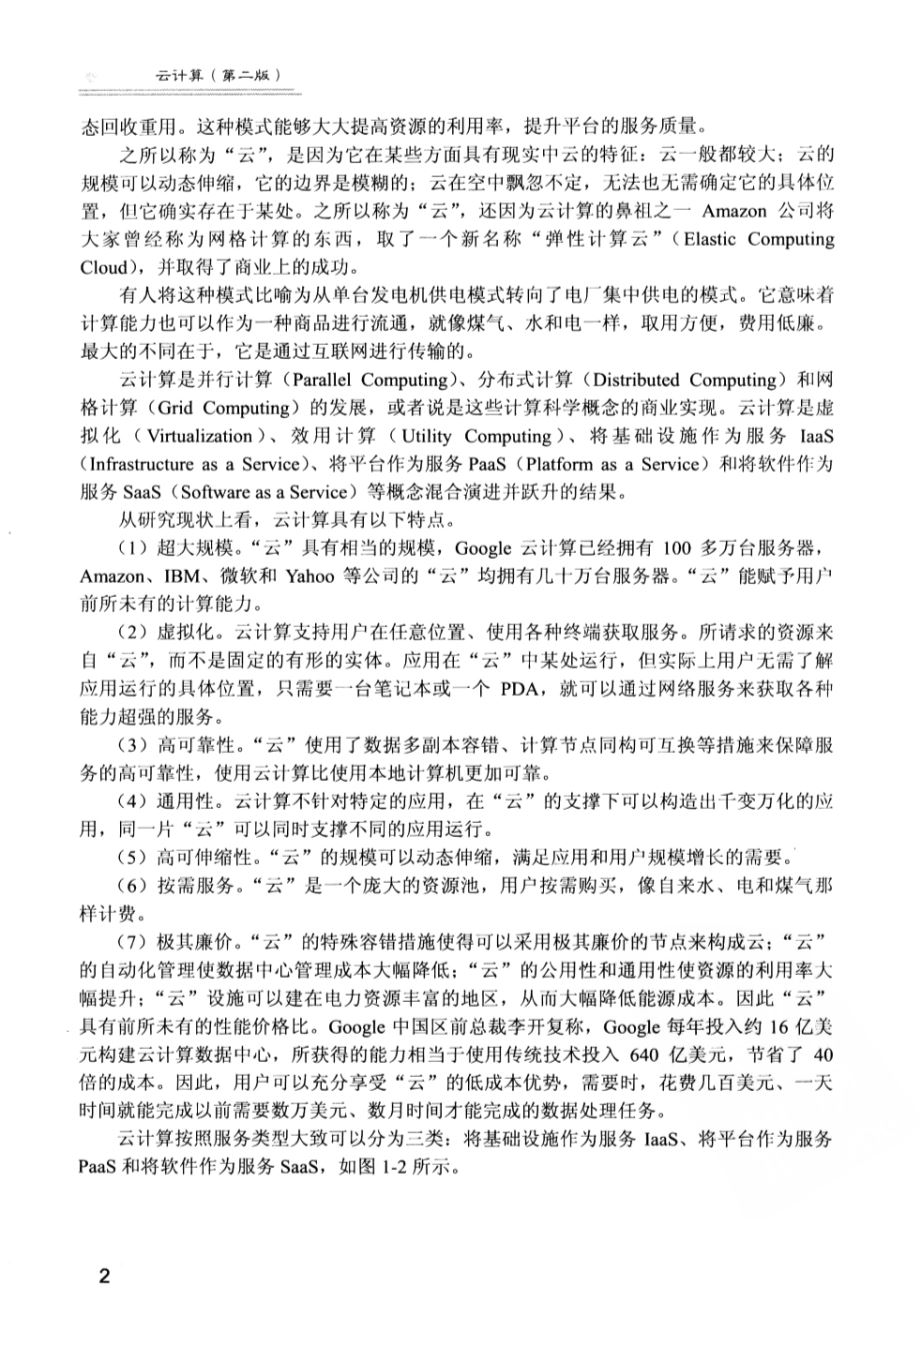 云计算（第二版）
态回收重用。这种模式能够大大提高资源的利用率，提升平台的服务质量。
之所以称为“云”，是因为它在某些方面具有现实中云的特征：云一般都较大；云的
规模可以动态伸缩，它的边界是模糊的；云在空中飘忽不定，无法也无需确定它的具体位
置，但它确实存在于某处。之所以称为“云”，还因为云计算的鼻祖之一 Amazon 公司将
大家曾经称为网格计算的东西，取了一个新名称“弹性计算云”（Elastic Computing
Cloud），并取得了商业上的成功。
有人将这种模式比喻为从单台发电机供电模式转向了电厂集中供电的模式。它意味着
计算能力也可以作为一种商品进行流通，就像煤气、水和电一样，取用方便，费用低廉。
最大的不同在于，它是通过互联网进行传输的。
云计算是并行计算（Parallel Computing）、分布式计算（Distributed Computing）和网
格计算（Grid Computing）的发展，或者说是这些计算科学概念的商业实现。云计算是虚
拟化（Virtualization）、效用计算（Utility Computing）、将基础设施作为服务 IaaS
（Infrastructure as a Service）、将平台作为服务 PaaS（Platform as a Service）和将软件作为
服务 SaaS（Software as a Service）等概念混合演进并跃升的结果。
从研究现状上看，云计算具有以下特点。
（1）超大规模。“云”具有相当的规模，Google 云计算已经拥有 100 多万台服务器，
Amazon、IBM、微软和 Yahoo 等公司的“云”均拥有几十万台服务器。“云”能赋予用户
前所未有的计算能力。
（2）虚拟化。云计算支持用户在任意位置、使用各种终端获取服务。所请求的资源来
自“云”，而不是固定的有形的实体。应用在“云”中某处运行，但实际上用户无需了解
应用运行的具体位置，只需要一台笔记本或一个 PDA，就可以通过网络服务来获取各种
能力超强的服务。
（3）高可靠性。“云”使用了数据多副本容错、计算节点同构可互换等措施来保障服
务的高可靠性，使用云计算比使用本地计算机更加可靠。
（4）通用性。云计算不针对特定的应用，在“云”的支撑下可以构造出千变万化的应
用，同一片“云”可以同时支撑不同的应用运行。
（5）高可伸缩性。“云”的规模可以动态伸缩，满足应用和用户规模增长的需要。
（6）按需服务。“云”是一个庞大的资源池，用户按需购买，像自来水、电和煤气那
样计费。
（7）极其廉价。“云”的特殊容错措施使得可以采用极其廉价的节点来构成云；“云”
的自动化管理使数据中心管理成本大幅降低；“云”的公用性和通用性使资源的利用率大
幅提升；“云”设施可以建在电力资源丰富的地区，从而大幅降低能源成本。因此“云”
具有前所未有的性能价格比。Google 中国区前总裁李开复称，Google 每年投入约 16 亿美
元构建云计算数据中心，所获得的能力相当于使用传统技术投入 640 亿美元，节省了 40
倍的成本。因此，用户可以充分享受“云”的低成本优势，需要时，花费几百美元、一天
时间就能完成以前需要数万美元、数月时间才能完成的数据处理任务。
云计算按照服务类型大致可以分为三类：将基础设施作为服务 IaaS、将平台作为服务
PaaS 和将软件作为服务 SaaS，如图 1-2 所示。
2